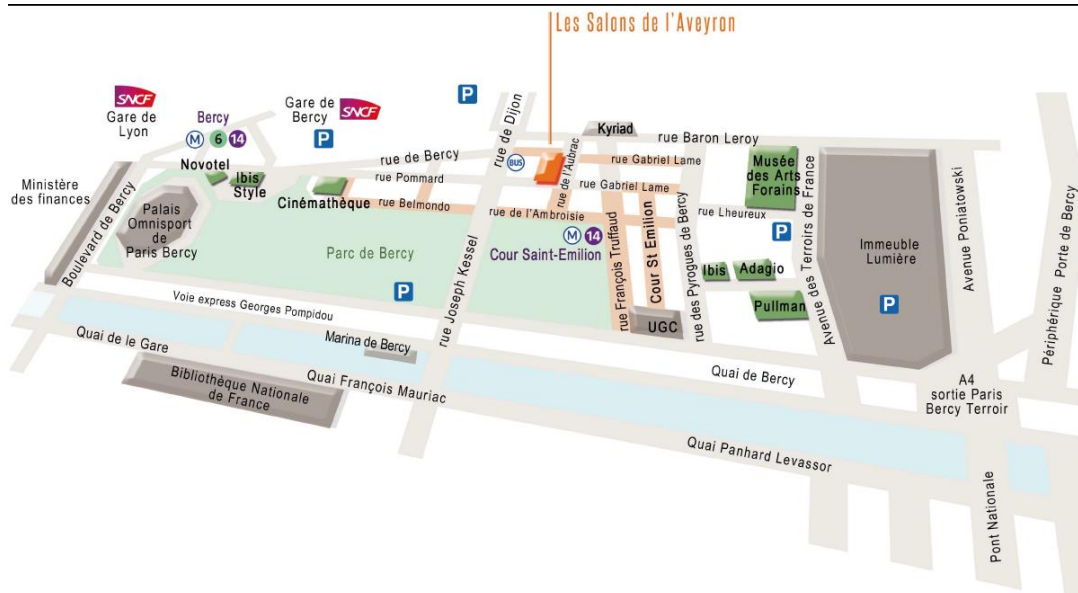 Les Salons de l'Aveyron
SNCF
Gare de
Lyon
Bercy
M 6 14
Gare de
Bercy
SNCF
P
P
rue de Dijon
BUS
Kyriad
rue Baron Leroy
Ministère
des finances
Boulevard de Bercy
Novotel
Ibis
Style
Cinémathèque
rue de Bercy
rue Pommard
rue Belmondo
rue de l'Aubrac
rue Gabriel Lame
rue Gabriel Lame
rue de l'Ambroisie
Musée
des Arts
Forains
Palais
Omnisport
de
Paris Bercy
Parc de Bercy
P
rue Joseph Kessel
M 14
Cour Saint-Emilion
rue François Truffaud
Cour St Emilion
rue des Pyrogues de Bercy
rue Lheureux
P
Ibis
Adagio
Pullman
UGC
Avenue des Terroirs de France
Immeuble
Lumière
P
Avenue Poniatowski
Périphérique Porte de Bercy
Voie express Georges Pompidou
Quai de le Gare
Marina de Bercy
Bibliothèque Nationale
de France
Quai François Mauriac
Quai de Bercy
Quai Panhard Levassor
A4
sortie Paris
Bercy Terroir
Pont Nationale